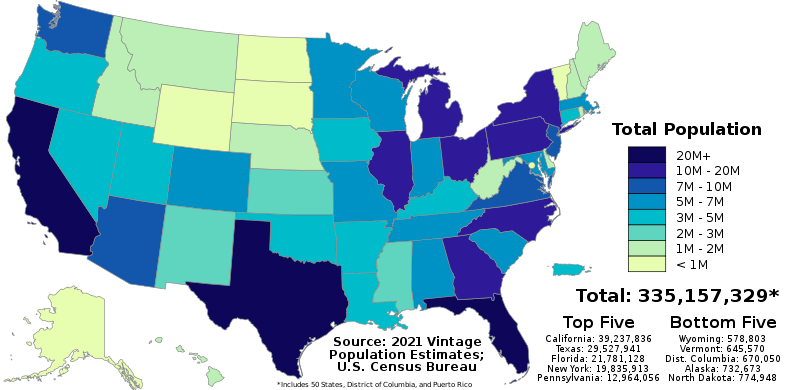 Total Population
20M+
10M - 20M
7M - 10M
5M - 7M
3M - 5M
2M - 3M
1M - 2M
< 1M
Total: 335,157,329*
Top Five
California: 39,237,836
Texas: 29,527,941
Florida: 21,781,128
New York: 19,835,913
Pennsylvania: 12,964,056
Bottom Five
Wyoming: 578,803
Vermont: 645,570
Dist. Columbia: 670,050
Alaska: 732,673
North Dakota: 774,948
Source: 2021 Vintage
Population Estimates;
U.S. Census Bureau
*Includes 50 States, District of Columbia, and Puerto Rico